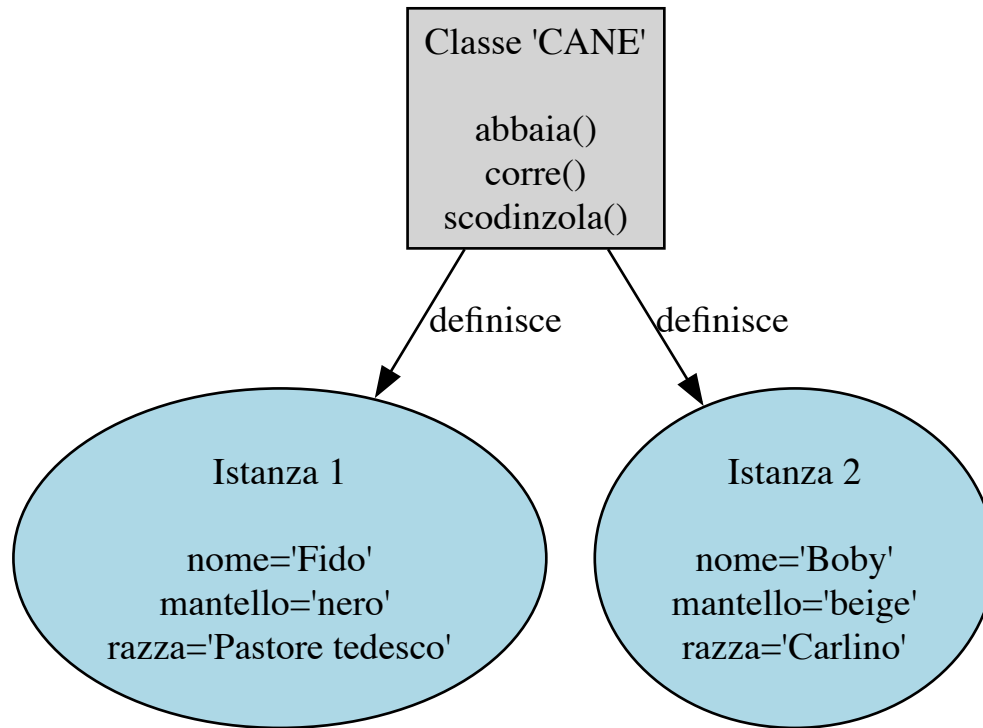 Classe 'CANE'
abbaia()
corre()
scodinzola()
definisce
definisce
Istanza 1
nome='Fido'
mantello='nero'
razza='Pastore tedesco'
Istanza 2
nome='Boby'
mantello='beige'
razza='Carlino'